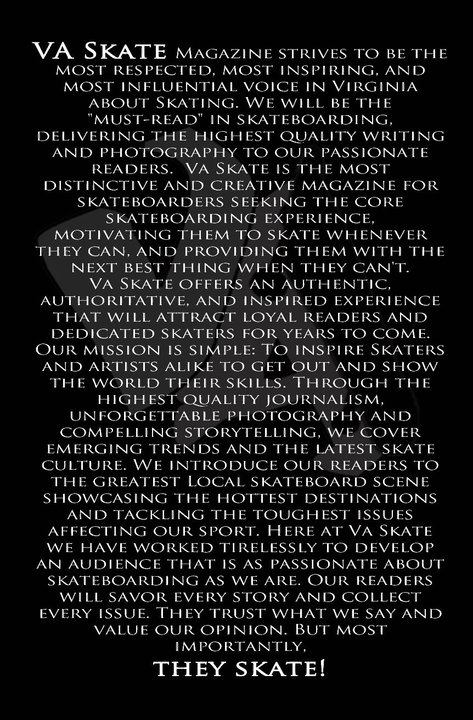 VA Skate Magazine strives to be the
most respected, most inspiring, and
most influential voice in Virginia
about Skating. We will be the
"must-read" in skateboarding,
delivering the highest quality writing
and photography to our passionate
readers. Va Skate is the most
distinctive and creative magazine for
skateboarders seeking the core
skateboarding experience,
motivating them to skate whenever
they can, and providing them with the
next best thing when they can't.
Va Skate offers an authentic,
authoritative, and inspired experience
that will attract loyal readers and
dedicated skaters for years to come.
Our mission is simple: To inspire Skaters
and artists alike to get out and show
the world their skills. Through the
highest quality journalism,
unforgettable photography and
compelling storytelling, we cover
emerging trends and the latest skate
culture. We introduce our readers to
the greatest Local skateboard scene
showcasing the hottest destinations
and tackling the toughest issues
affecting our sport. Here at Va Skate
we have worked tirelessly to develop
an audience that is as passionate about
skateboarding as we are. Our readers
will savor every story and collect
every issue. They trust what we say and
value our opinion. But most
importantly,
THEY SKATE!